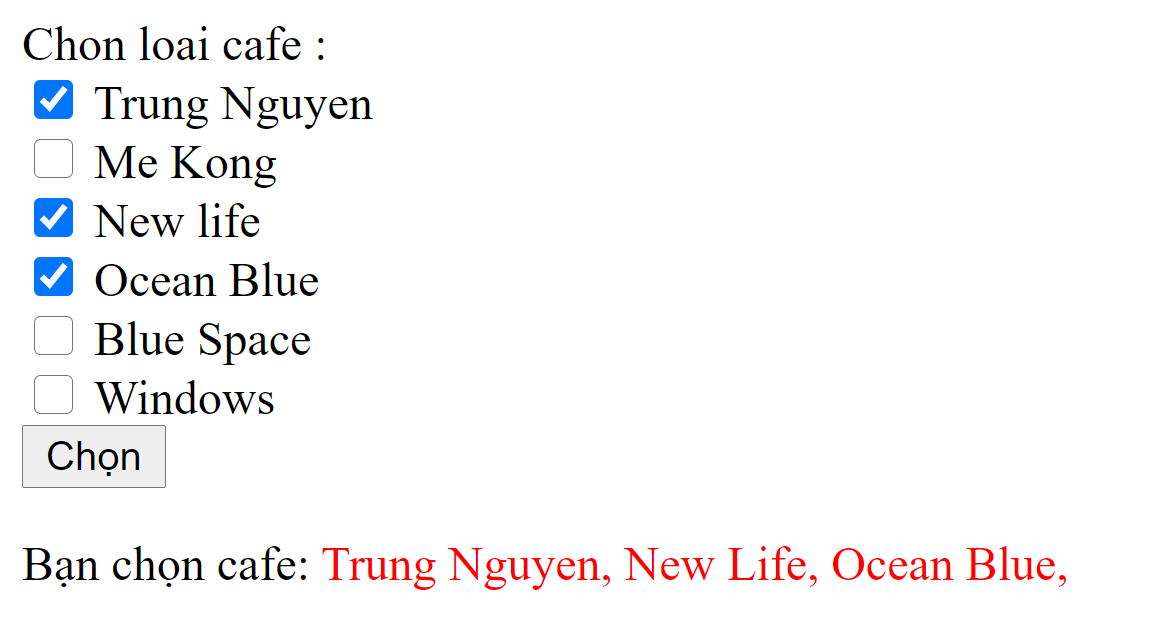 Chon loai cafe :
Trung Nguyen
Me Kong
New life
Ocean Blue
Blue Space
Windows
Chọn
Bạn chọn cafe: Trung Nguyen, New Life, Ocean Blue,